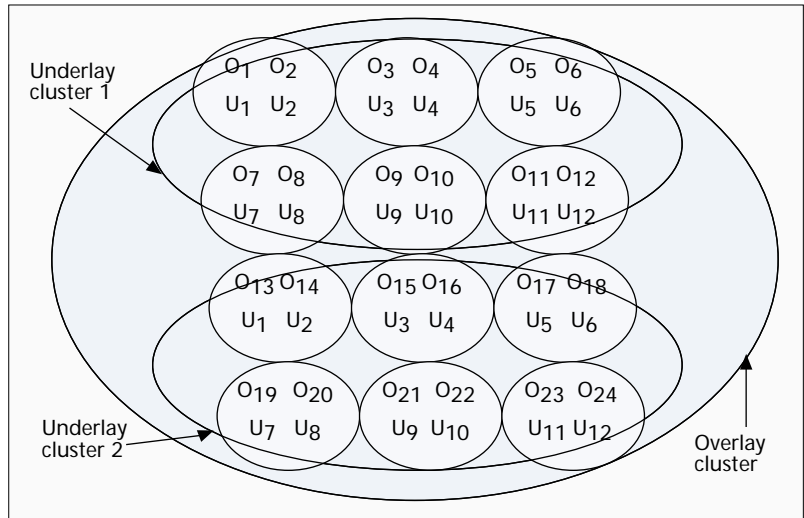 O1 O2 O3 O4 O5 O6
Underlay
cluster 1
U1 U2 U3 U4 U5 U6
O7 O8 O9 O10 O11 O12
U7 U8 U9 U10 U11 U12
O13 O14 O15 O16 O17 O18
U1 U2 U3 U4 U5 U6
O19 O20 O21 O22 O23 O24
U7 U8 U9 U10 U11 U12
Underlay
cluster 2
Overlay
cluster